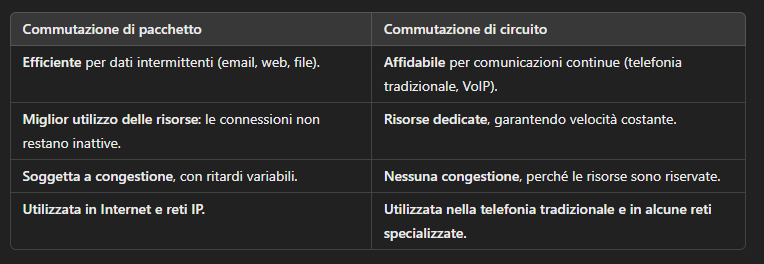 Commutazione di pacchetto
Commutazione di circuito
Efficiente per dati intermittenti (email, web, file).
Affidabile per comunicazioni continue (telefonia
tradizionale, VoIP).
Miglior utilizzo delle risorse: le connessioni non
restano inattive.
Risorse dedicate, garantendo velocità costante.
Soggetta a congestione, con ritardi variabili.
Nessuna congestione, perché le risorse sono riservate.
Utilizzata in Internet e reti IP.
Utilizzata nella telefonia tradizionale e in alcune reti
specializzate.